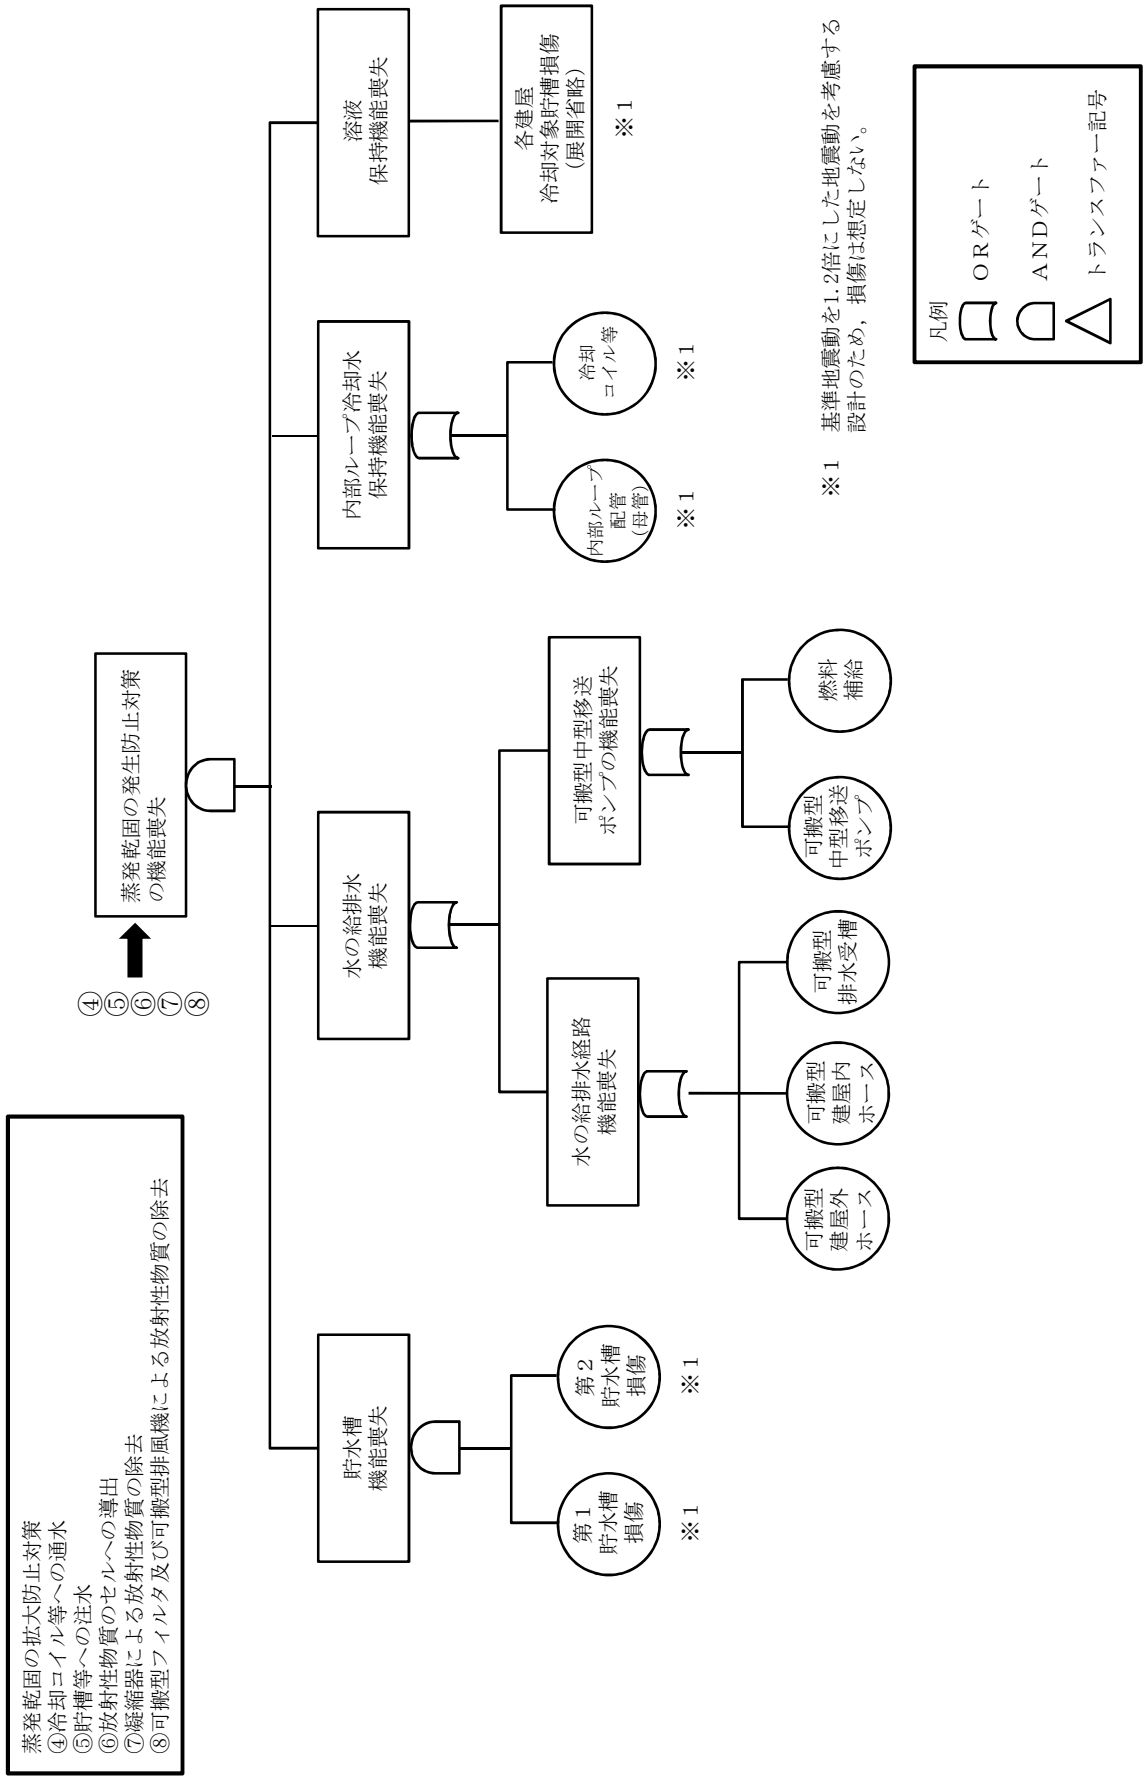 蒸発乾固の拡大防止対策
④冷却コイル等への通水
⑤貯槽等への注水
⑥放射性物質のセルへの導出
⑦凝縮器による放射性物質の除去
⑧可搬型フィルタ及び可搬型排風機による放射性物質の除去
④
⑤
⑥
⑦
⑧
蒸発乾固の発生防止対策
の機能喪失
貯水槽
機能喪失
水の給排水
機能喪失
内部ループ冷却水
保持機能喪失
溶液
保持機能喪失
第1
貯水槽
損傷
※1
第2
貯水槽
損傷
※1
水の給排水経路
機能喪失
可搬型中型移送
ポンプの機能喪失
内部ループ
配管
(母管)
※1
冷却
コイル等
※1
各建屋
冷却対象貯槽損傷
(展開省略)
※1
可搬型
建屋外
ホース
可搬型
建屋内
ホース
可搬型
排水受槽
可搬型
中型移送
ポンプ
燃料
補給
※1 基準地震動を1.2倍にした地震動を考慮する
設計のため，損傷は想定しない。
凡例
ORゲート
ANDゲート
トランスファー記号